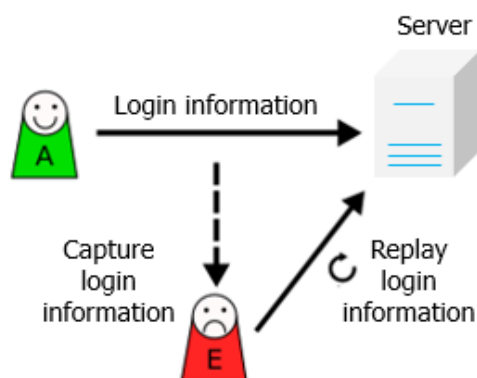 Server
Login information
A
Capture
login
information
Replay
login
information
E